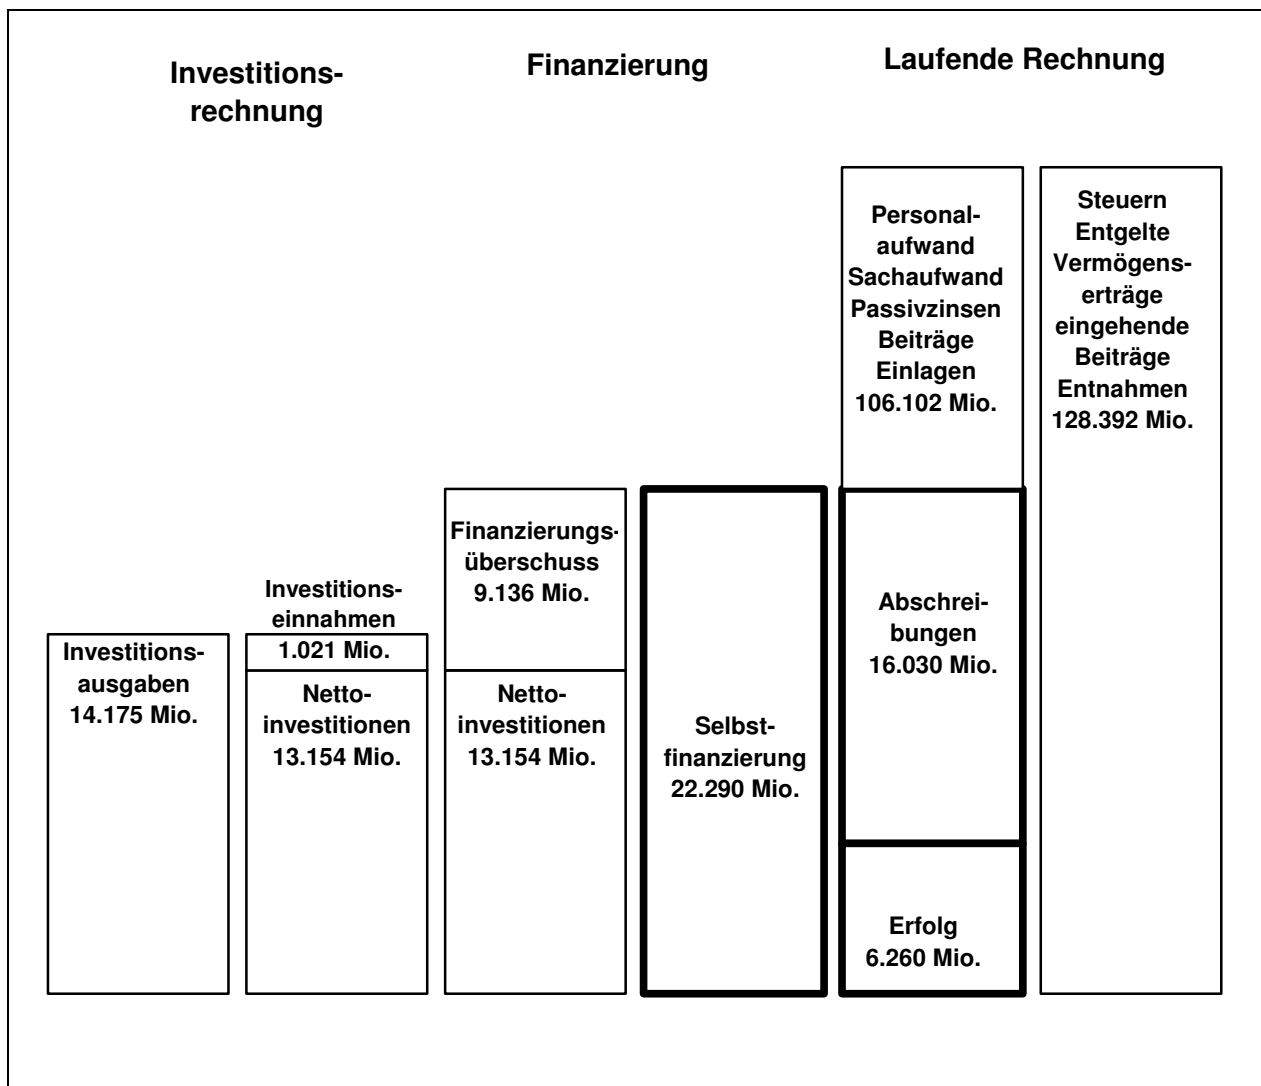 Investitions-
rechnung
Finanzierung
Laufende Rechnung
Investitions-
ausgaben
14.175 Mio.
Investitions-
einnahmen
1.021 Mio.
Netto-
investitionen
13.154 Mio.
Finanzierungs-
überschuss
9.136 Mio.
Netto-
investitionen
13.154 Mio.
Selbst-
finanzierung
22.290 Mio.
Personal-
aufwand
Sachaufwand
Passivzinsen
Beiträge
Einlagen
106.102 Mio.
Abschrei-
bungen
16.030 Mio.
Erfolg
6.260 Mio.
Steuern
Entgelte
Vermögens-
erträge
eingehende
Beiträge
Entnahmen
128.392 Mio.